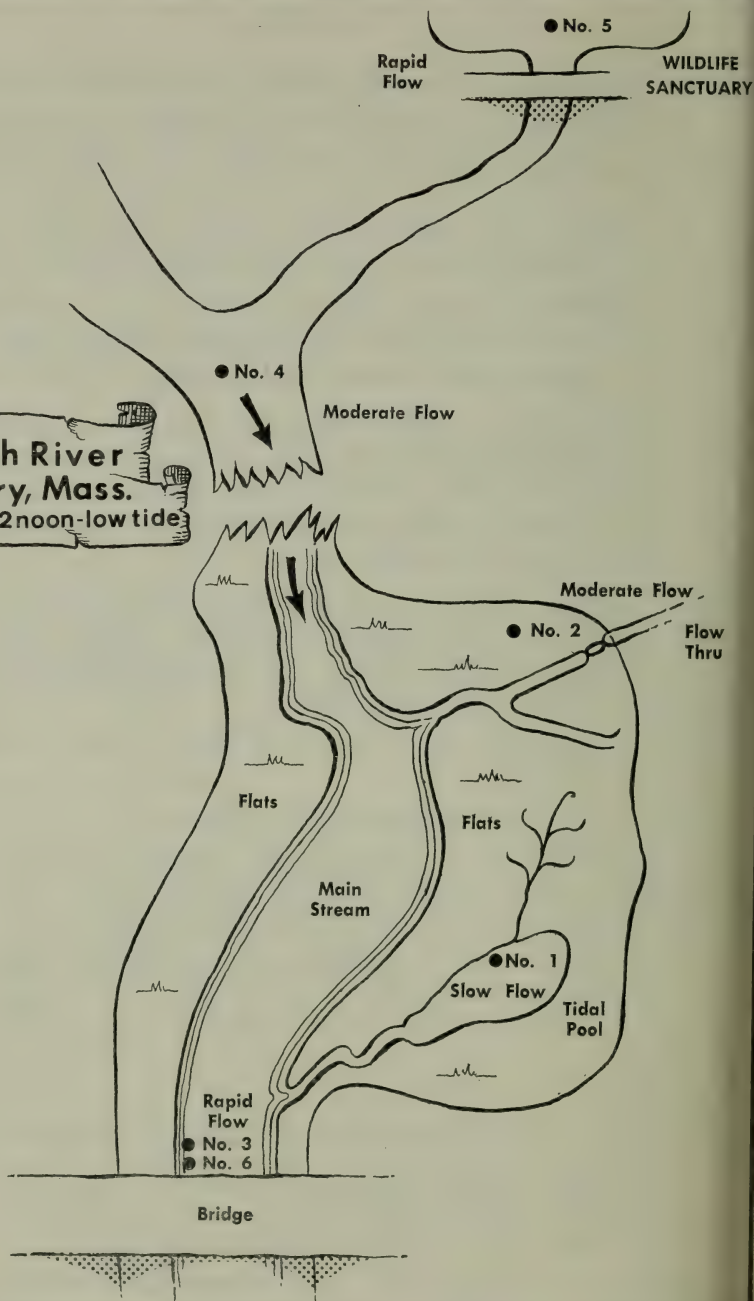 No. 5
Rapid
Flow
WILDLIFE
SANCTUARY
No. 4
Moderate Flow
h River
ry, Mass.
2noon-low tide
Moderate Flow
No. 2
Flow
Thru
Flats
Flats
Main
Stream
No. 1
Slow Flow
Tidal
Pool
Rapid
Flow
No. 3
No. 6
Bridge